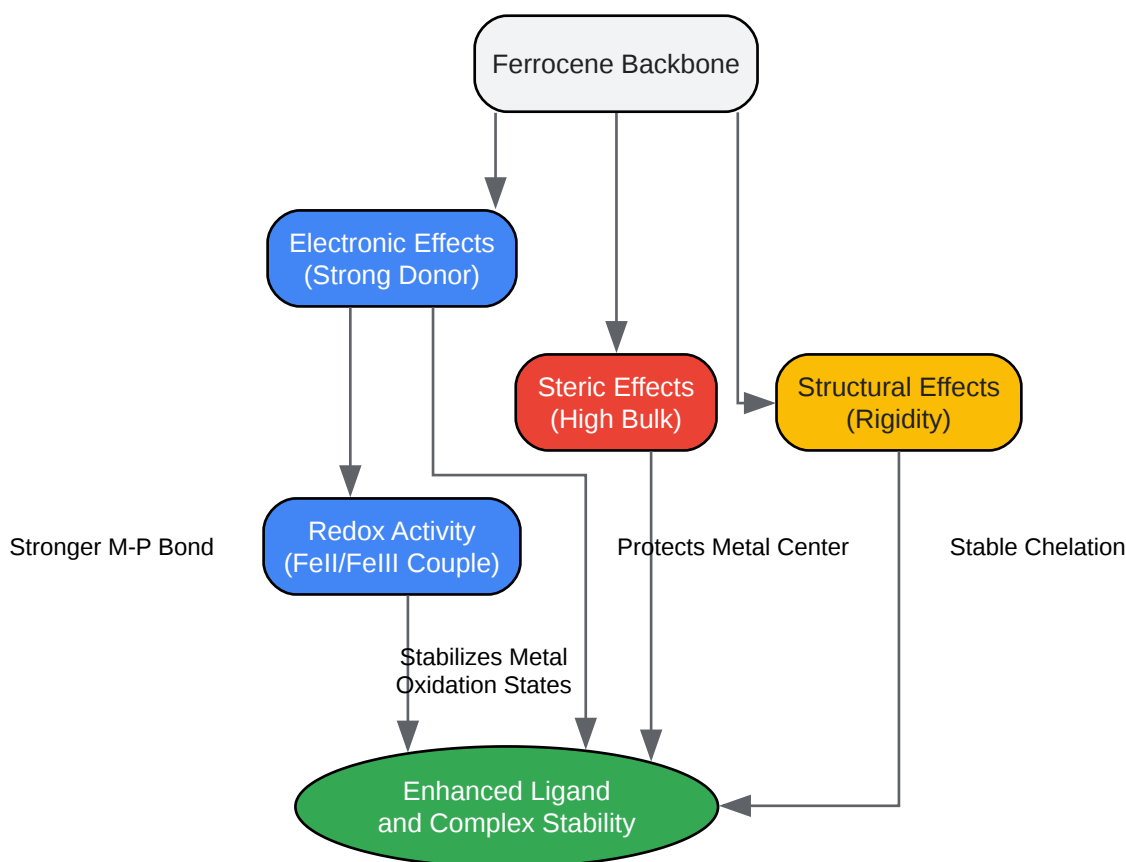 Ferrocene Backbone
Electronic Effects
(Strong Donor)
Steric Effects
(High Bulk)
Structural Effects
(Rigidity)
Stronger M-P Bond
Redox Activity
(FeII/FeIII Couple)
Protects Metal Center
Stable Chelation
Stabilizes Metal
Oxidation States
Enhanced Ligand
and Complex Stability